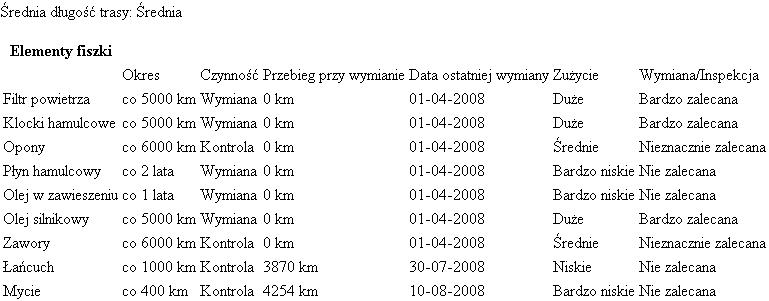 Średnia długość trasy: Średnia
Elementy fiszki
Okres Czynność Przebieg przy wymianie Data ostatniej wymiany Zużycie Wymiana/Inspekcja
Filtr powietrza co 5000 km Wymiana 0 km 01-04-2008 Duże Bardzo zalecana
Klocki hamulcowe co 5000 km Wymiana 0 km 01-04-2008 Duże Bardzo zalecana
Opony co 6000 km Kontrola 0 km 01-04-2008 Średnie Nieznacznie zalecana
Płyn hamulcowy co 2 lata Wymiana 0 km 01-04-2008 Bardzo niskie Nie zalecana
Olej w zawieszeniu co 1 lata Wymiana 0 km 01-04-2008 Bardzo niskie Nie zalecana
Olej silnikowy co 5000 km Wymiana 0 km 01-04-2008 Duże Bardzo zalecana
Zawory co 6000 km Kontrola 0 km 01-04-2008 Średnie Nieznacznie zalecana
Łańcuch co 1000 km Kontrola 3870 km 30-07-2008 Niskie Nie zalecana
Mycie co 400 km Kontrola 4254 km 10-08-2008 Bardzo niskie Nie zalecana